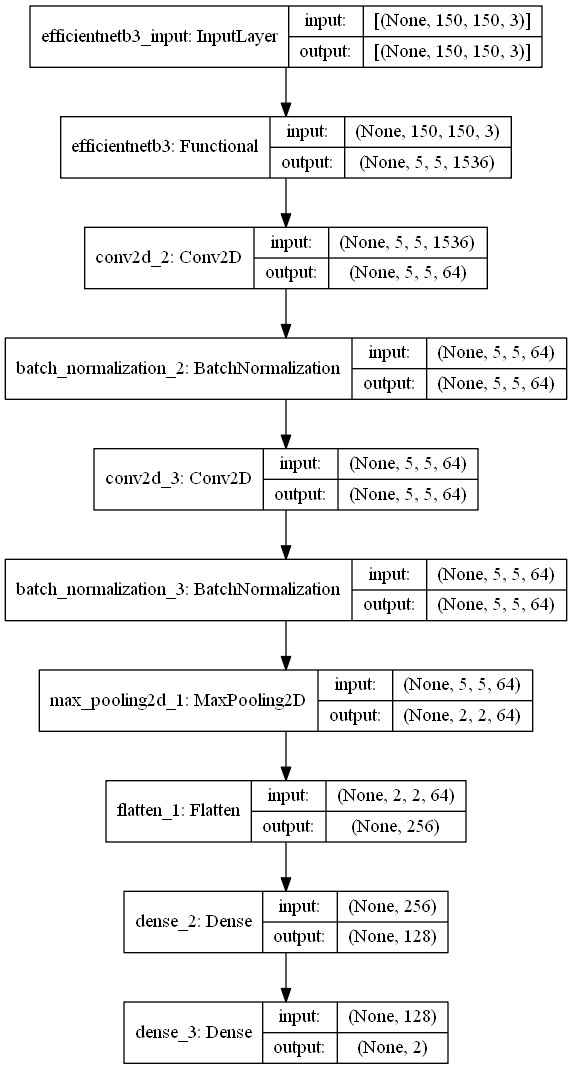 efficientnetb3_input: InputLayer
input: [(None, 150, 150, 3)]
output: [(None, 150, 150, 3)]
efficientnetb3: Functional
input: (None, 150, 150, 3)
output: (None, 5, 5, 1536)
conv2d_2: Conv2D
input: (None, 5, 5, 1536)
output: (None, 5, 5, 64)
batch_normalization_2: BatchNormalization
input: (None, 5, 5, 64)
output: (None, 5, 5, 64)
conv2d_3: Conv2D
input: (None, 5, 5, 64)
output: (None, 5, 5, 64)
batch_normalization_3: BatchNormalization
input: (None, 5, 5, 64)
output: (None, 5, 5, 64)
max_pooling2d_1: MaxPooling2D
input: (None, 5, 5, 64)
output: (None, 2, 2, 64)
flatten_1: Flatten
input: (None, 2, 2, 64)
output: (None, 256)
dense_2: Dense
input: (None, 256)
output: (None, 128)
dense_3: Dense
input: (None, 128)
output: (None, 2)